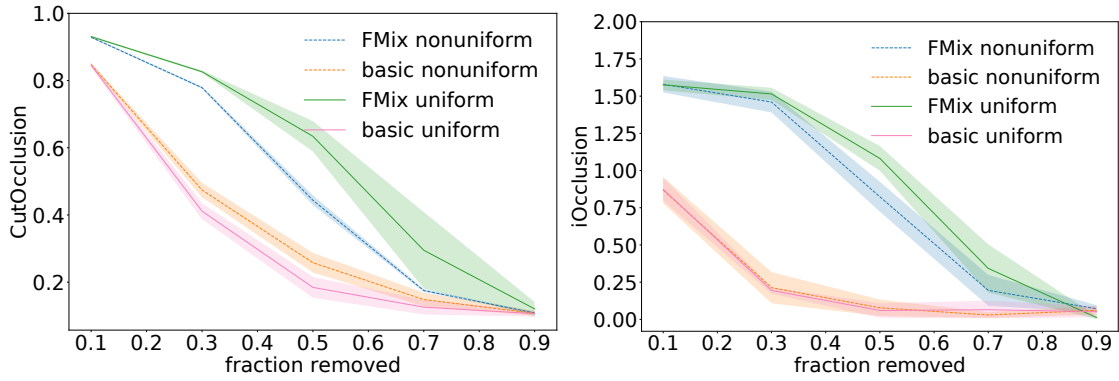 CutOcclusion
1.0
0.8
0.6
0.4
0.2
FMix nonuniform
basic nonuniform
FMix uniform
basic uniform
0.1 0.2 0.3 0.4 0.5 0.6 0.7 0.8 0.9
fraction removed
iOcclusion
2.00
1.75
1.50
1.25
1.00
0.75
0.50
0.25
0.00
FMix nonuniform
basic nonuniform
FMix uniform
basic uniform
0.1 0.2 0.3 0.4 0.5 0.6 0.7 0.8 0.9
fraction removed